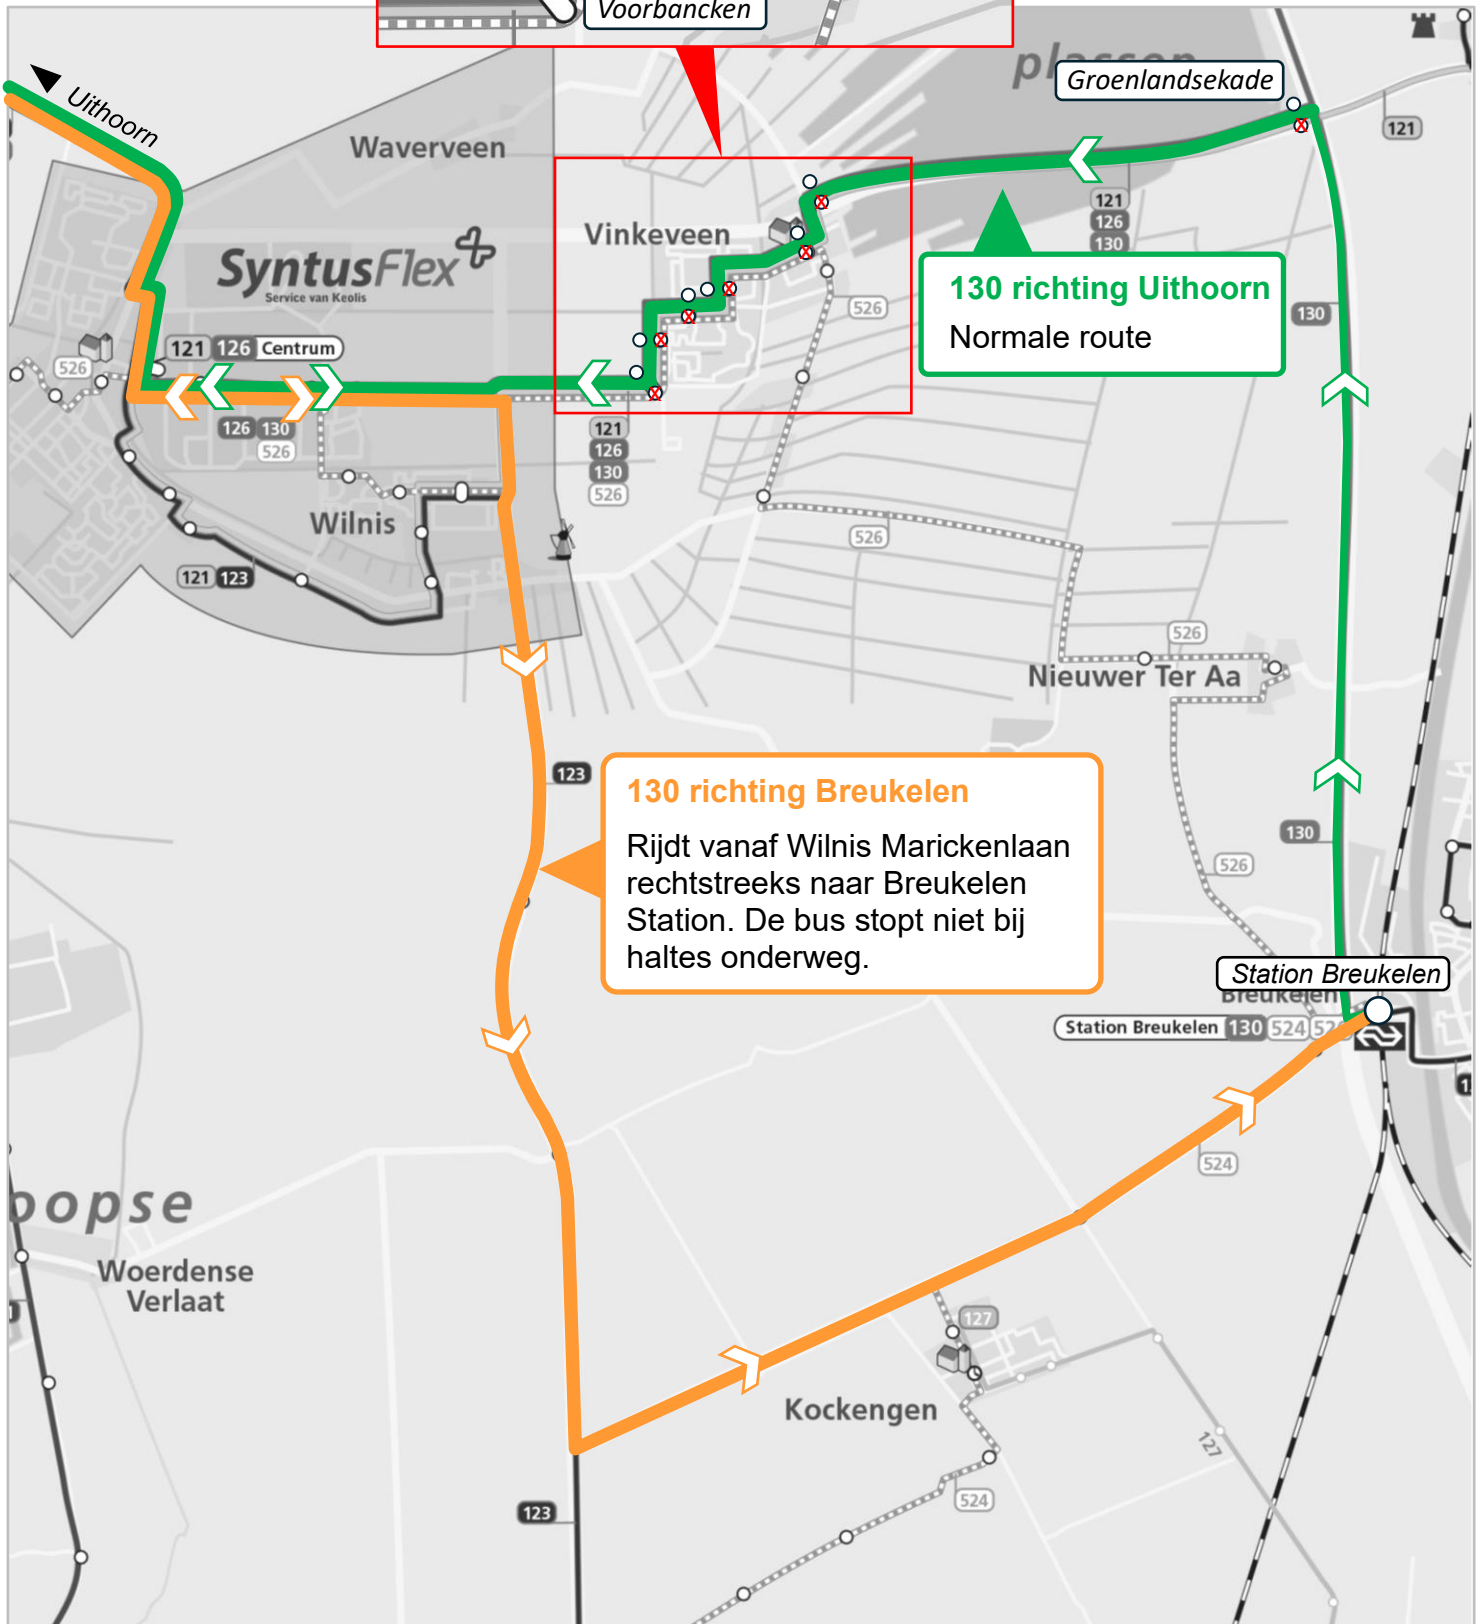 Voorbancken
plassen
Groenlandsekade
Uithoorn
121
Waverveen
Vinkeveen
121
126
130
SyntusFlex
Service van Keolis
130 richting Uithoorn
Normale route
526
130
121 126 Centrum
526
126 130
526
121
126
130
526
Wilnis
526
121 123
526
Nieuwer Ter Aa
123
130 richting Breukelen
Rijdt vanaf Wilnis Marickenlaan
rechtstreeks naar Breukelen
Station. De bus stopt niet bij
haltes onderweg.
130
526
Station Breukelen
Breukelen
Station Breukelen 130 524
524
oopse
Woerdense
Verlaat
127
Kockengen
127
524
123